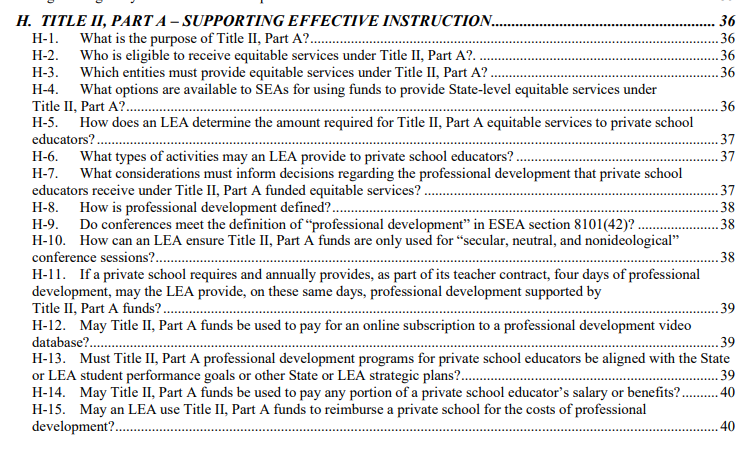 H. TITLE II, PART A – SUPPORTING EFFECTIVE INSTRUCTION.......................................................... 36
H-1. What is the purpose of Title II, Part A?.......................................................................................................36
H-2. Who is eligible to receive equitable services under Title II, Part A?. ........................................................36
H-3. Which entities must provide equitable services under Title II, Part A? .....................................................36
H-4. What options are available to SEAs for using funds to provide State-level equitable services under
Title II, Part A?.............................................................................................................................................36
H-5. How does an LEA determine the amount required for Title II, Part A equitable services to private school
educators? ...................................................................................................................................................37
H-6. What types of activities may an LEA provide to private school educators? ..............................................37
H-7. What considerations must inform decisions regarding the professional development that private school
educators receive under Title II, Part A funded equitable services? .................................................................37
H-8. How is professional development defined?.................................................................................................38
H-9. Do conferences meet the definition of “professional development” in ESEA section 8101(42)? ..................38
H-10. How can an LEA ensure Title II, Part A funds are only used for “secular, neutral, and nonideological”
conference sessions?......................................................................................................................................38
H-11. If a private school requires and annually provides, as part of its teacher contract, four days of professional
development, may the LEA provide, on these same days, professional development supported by
Title II, Part A funds? ....................................................................................................................................39
H-12. May Title II, Part A funds be used to pay for an online subscription to a professional development video
database?......................................................................................................................................................39
H-13. Must Title II, Part A professional development programs for private school educators be aligned with the State
or LEA student performance goals or other State or LEA strategic plans?.........................................................39
H-14. May Title II, Part A funds be used to pay any portion of a private school educator’s salary or benefits?.........40
H-15. May an LEA use Title II, Part A funds to reimburse a private school for the costs of professional
development?................................................................................................................................................40